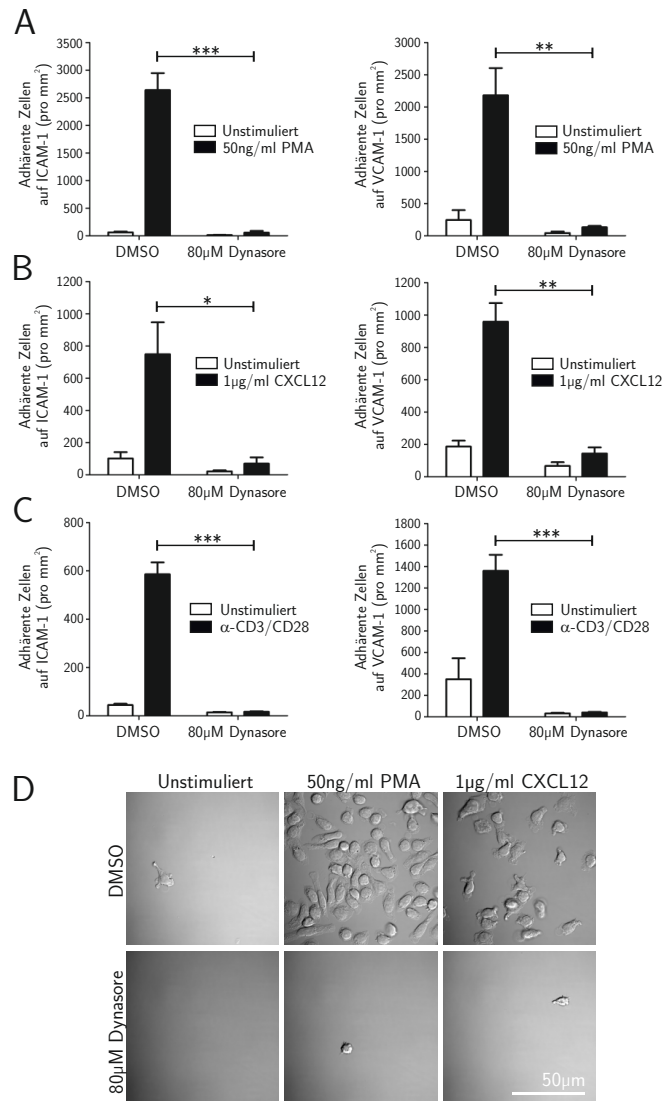 A
Adhärente Zellen
auf ICAM-1 (pro mm²)
3500
3000
2500
2000
1500
1000
500
0
***
Unstimuliert
50ng/ml PMA
DMSO
80µM Dynasore
Adhärente Zellen
auf VCAM-1 (pro mm²)
3000
2500
2000
1500
1000
500
0
**
Unstimuliert
50ng/ml PMA
DMSO
80µM Dynasore
B
Adhärente Zellen
auf ICAM-1 (pro mm²)
1200
1000
800
600
400
200
0
*
Unstimuliert
1µg/ml CXCL12
DMSO
80µM Dynasore
Adhärente Zellen
auf VCAM-1 (pro mm²)
1200
1000
800
600
400
200
0
**
Unstimuliert
1µg/ml CXCL12
DMSO
80µM Dynasore
C
Adhärente Zellen
auf ICAM-1 (pro mm²)
800
600
400
200
0
***
Unstimuliert
α-CD3/CD28
DMSO
80µM Dynasore
Adhärente Zellen
auf VCAM-1 (pro mm²)
1800
1600
1400
1200
1000
800
600
400
200
0
***
Unstimuliert
α-CD3/CD28
DMSO
80µM Dynasore
D
Unstimuliert
50ng/ml PMA
1µg/ml CXCL12
DMSO
80µM Dynasore
50µm